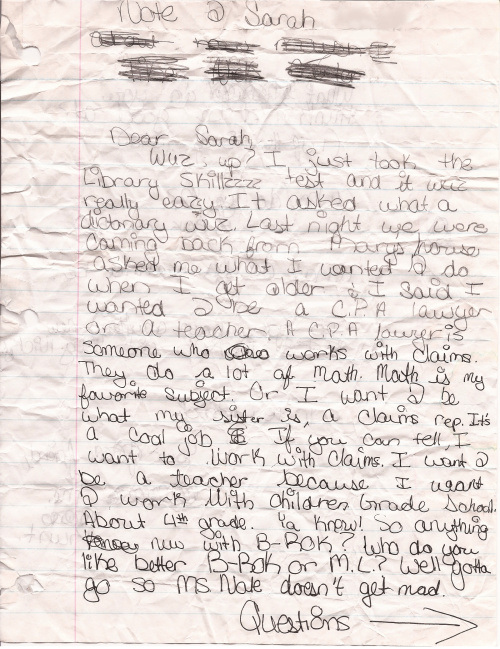 Note 2 Sarah
Dear Sarah,
Wuz up? I just took the
Library Skillzzzz test and it wuz
really eazy. It asked what a
dictonary wuz. Last night we were
coming back from house
asked me what I wanted 2 do
when I get older & I said I
wanted 2 be a C.P.A lawyer
or a teacher. A C.P.A lawyer is
someone who works with claims.
They do a lot of math. Math is my
favorite subject. Or I want 2 be
what my sister is, a claims rep. It's
a cool job If you can tell, I
want to work with claims. I want 2
be a teacher because I want
2 work with children Grade School.
About 4th grade. Ya know! So anything
new with B-Rok? Who do you
like better B-Rok or M.L.? Well gotta
go so Ms. Nate doesn't get mad.
Questions →